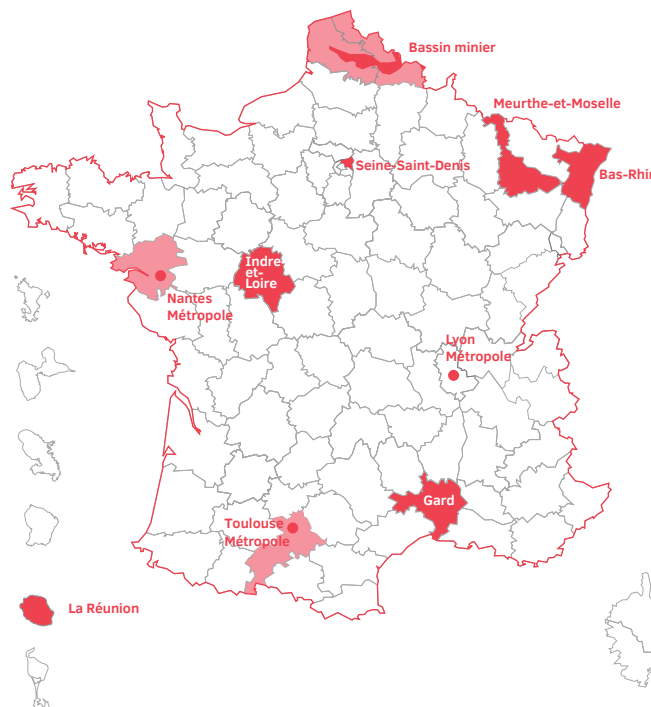 Bassin minier
Meurthe-et-Moselle
Seine-Saint-Denis
Bas-Rhin
Indre-
et-
Loire
Nantes
Métropole
Lyon
Métropole
Gard
Toulouse
Métropole
La Réunion